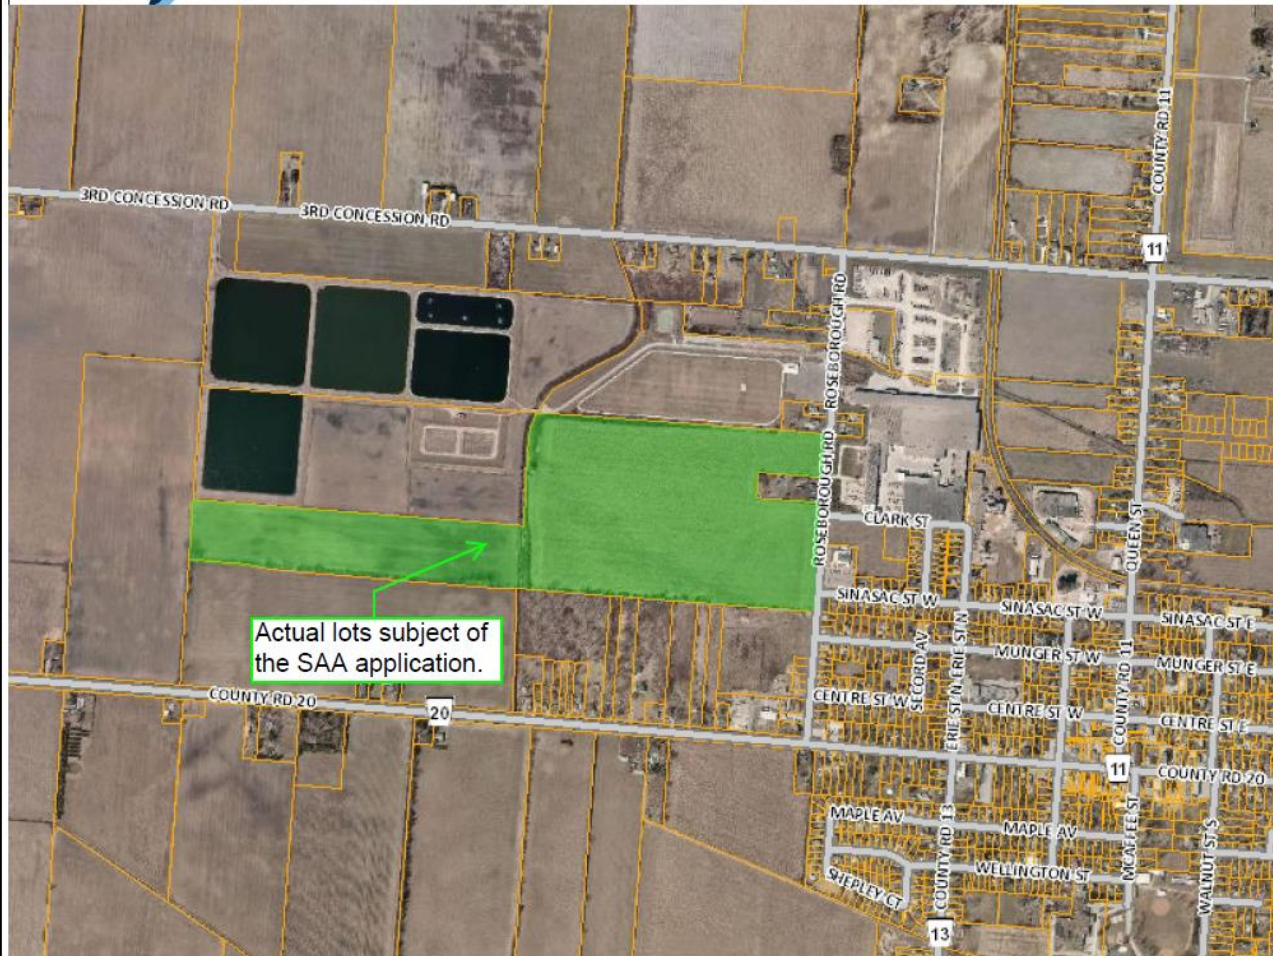 COUNTY RD 11
3RD CONCESSION RD
3RD CONCESSION RD
11
ROSEBOROUGH RD
ROSEBOROUGH RD
CLARK ST
QUEEN ST
SINASAC ST W
SINASAC ST W
SINASAC ST E
Actual lots subject of
the SAA application.
MUNGER ST W
MUNGER ST E
SECOND AV
ERIE ST N
ERIE ST N
COUNTY RD 11
COUNTY RD 20
20
CENTRE ST W
CENTRE ST W
CENTRE ST E
11
COUNTY RD 20
MAPLE AV
MAPLE AV
COUNTY RD 13
MCAFFEE ST
WALNUT ST S
WELLINGTON ST
SHEPLEY CT
13